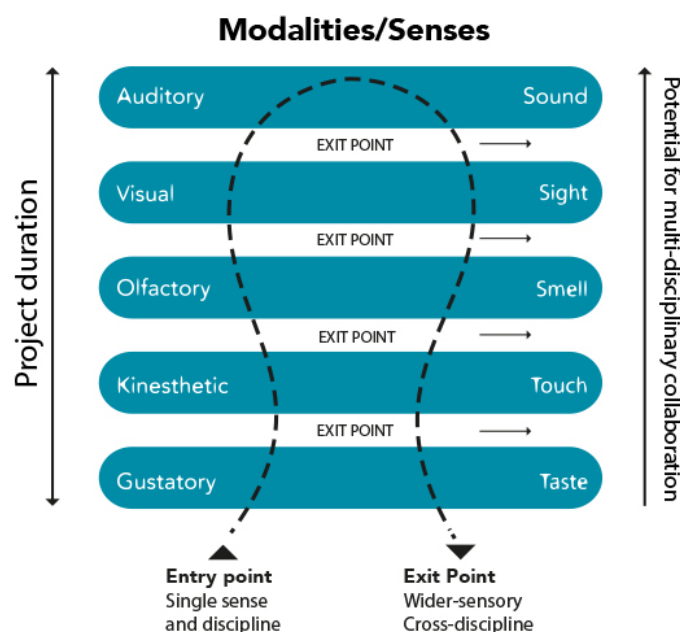 Modalities/Senses
Project duration
Auditory Sound
EXIT POINT
Visual Sight
EXIT POINT
Olfactory Smell
EXIT POINT
Kinesthetic Touch
EXIT POINT
Gustatory Taste
Potential for multi-disciplinary collaboration
Entry point
Single sense
and discipline
Exit Point
Wider-sensory
Cross-discipline